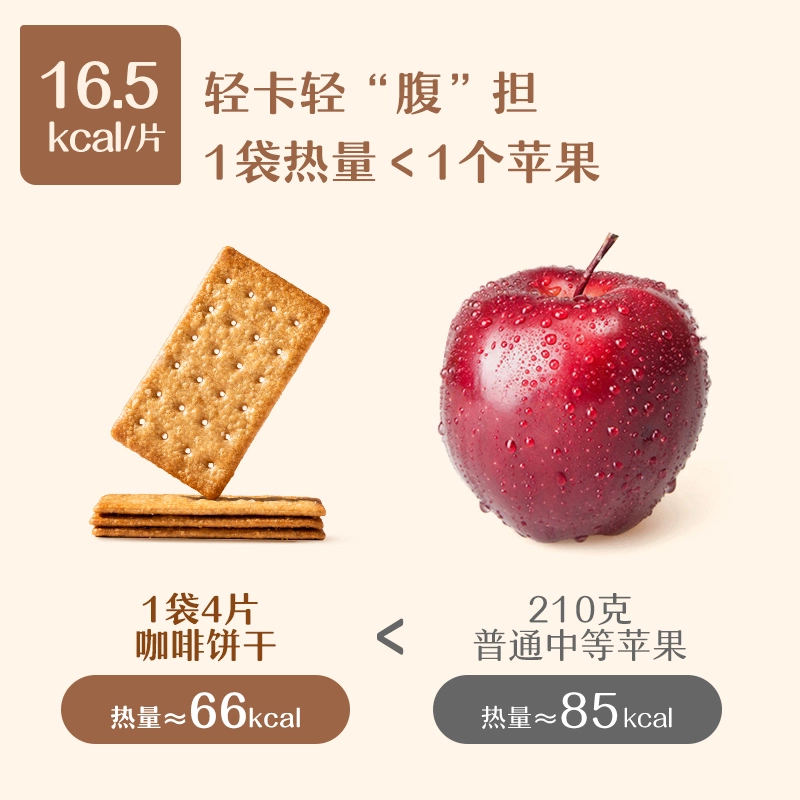 16.5
kcal/片
轻卡轻“腹”担
1袋热量<1个苹果
1袋4片
咖啡饼干
热量≈66kcal
<
210克
普通中等苹果
热量≈85kcal